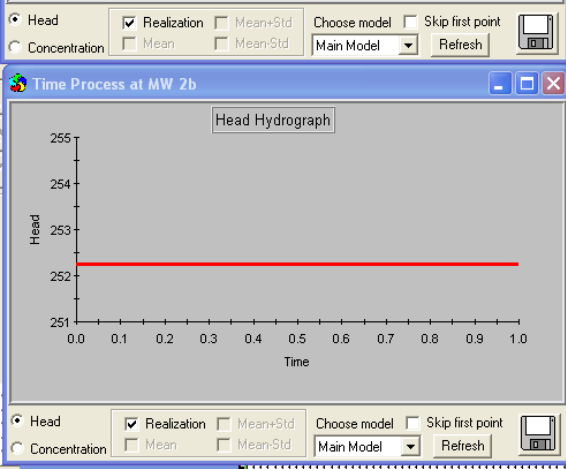 Head Realization Mean+Std Choose model Skip first point
Concentration Mean Mean-Std Main Model Refresh
Time Process at MW 2b
Head Hydrograph
255
254
253
252
251
Head
0.0 0.1 0.2 0.3 0.4 0.5 0.6 0.7 0.8 0.9 1.0
Time
Head Realization Mean+Std Choose model Skip first point
Concentration Mean Mean-Std Main Model Refresh